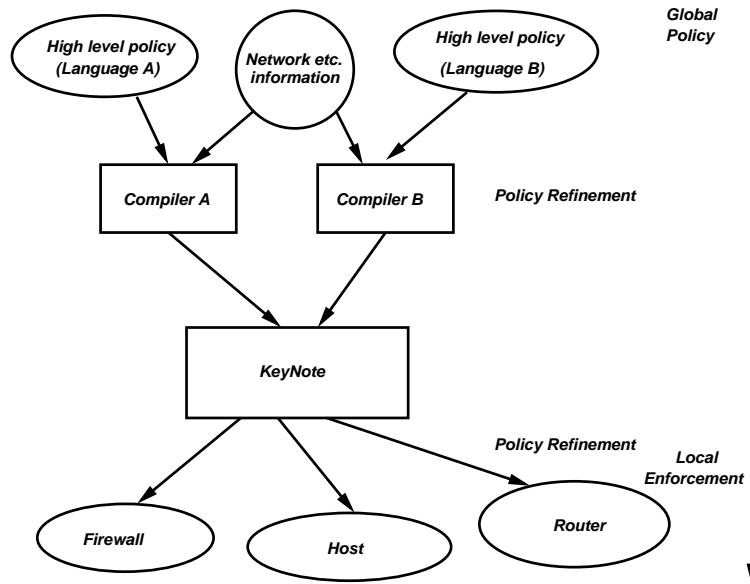 Global
Policy
High level policy
(Language A)
Network etc.
information
High level policy
(Language B)
Compiler A
Compiler B
Policy Refinement
KeyNote
Policy Refinement
Local
Enforcement
Firewall
Host
Router